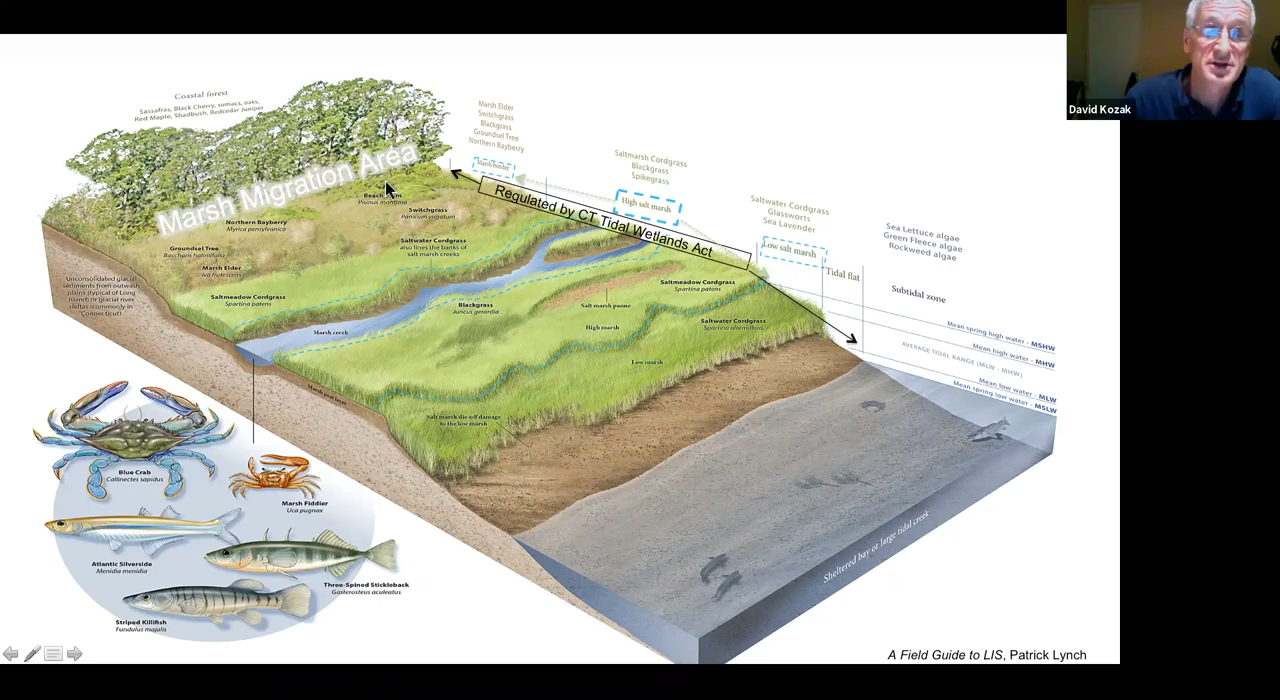 David Kozak
Coastal forest
Sassafras, Black Cherry, sumacs, oaks,
Red Maple, Shadbush, Redcedar Juniper
Marsh Migration Area
Marsh Elder
Switchgrass
Blackgrass
Groundsel Tree
Northern Bayberry
Marsh border
Saltmarsh Cordgrass
Blackgrass
Spikegrass
High salt marsh
Saltwater Cordgrass
Glassworts
Sea Lavender
Low salt marsh
Sea Lettuce algae
Green Fleece algae
Rockweed algae
Tidal flat
Subtidal zone
Regulated by CT Tidal Wetlands Act
Mean spring high water - MSHW
Mean high water - MHW
AVERAGE TIDAL RANGE (MLW - MHW)
Mean low water - MLW
Mean spring low water - MSLW
Prunus maritima
Switchgrass
Panicum virgatum
Northern Bayberry
Myrica pensylvanica
Saltwater Cordgrass
also lines the banks of
salt marsh creeks
Groundsel Tree
Baccharis halimifolia
Marsh Elder
Iva frutescens
Saltmeadow Cordgrass
Spartina patens
Unconsolidated glacial
sediments from outwash
plains (typical of Long
Island) or glacial river
deltas (commonly in
Connecticut)
Marsh creek
Blackgrass
Juncus gerardia
Saltmeadow Cordgrass
Spartina patens
Salt marsh panne
High marsh
Saltwater Cordgrass
Spartina alterniflora
Low marsh
Marsh peat layer
Salt marsh die-off damage
to the low marsh
Blue Crab
Callinectes sapidus
Marsh Fiddler
Uca pugnax
Atlantic Silverside
Menidia menidia
Three-Spined Stickleback
Gasterosteus aculeatus
Striped Killifish
Fundulus majalis
Sheltered bay or large tidal creek
A Field Guide to LIS, Patrick Lynch